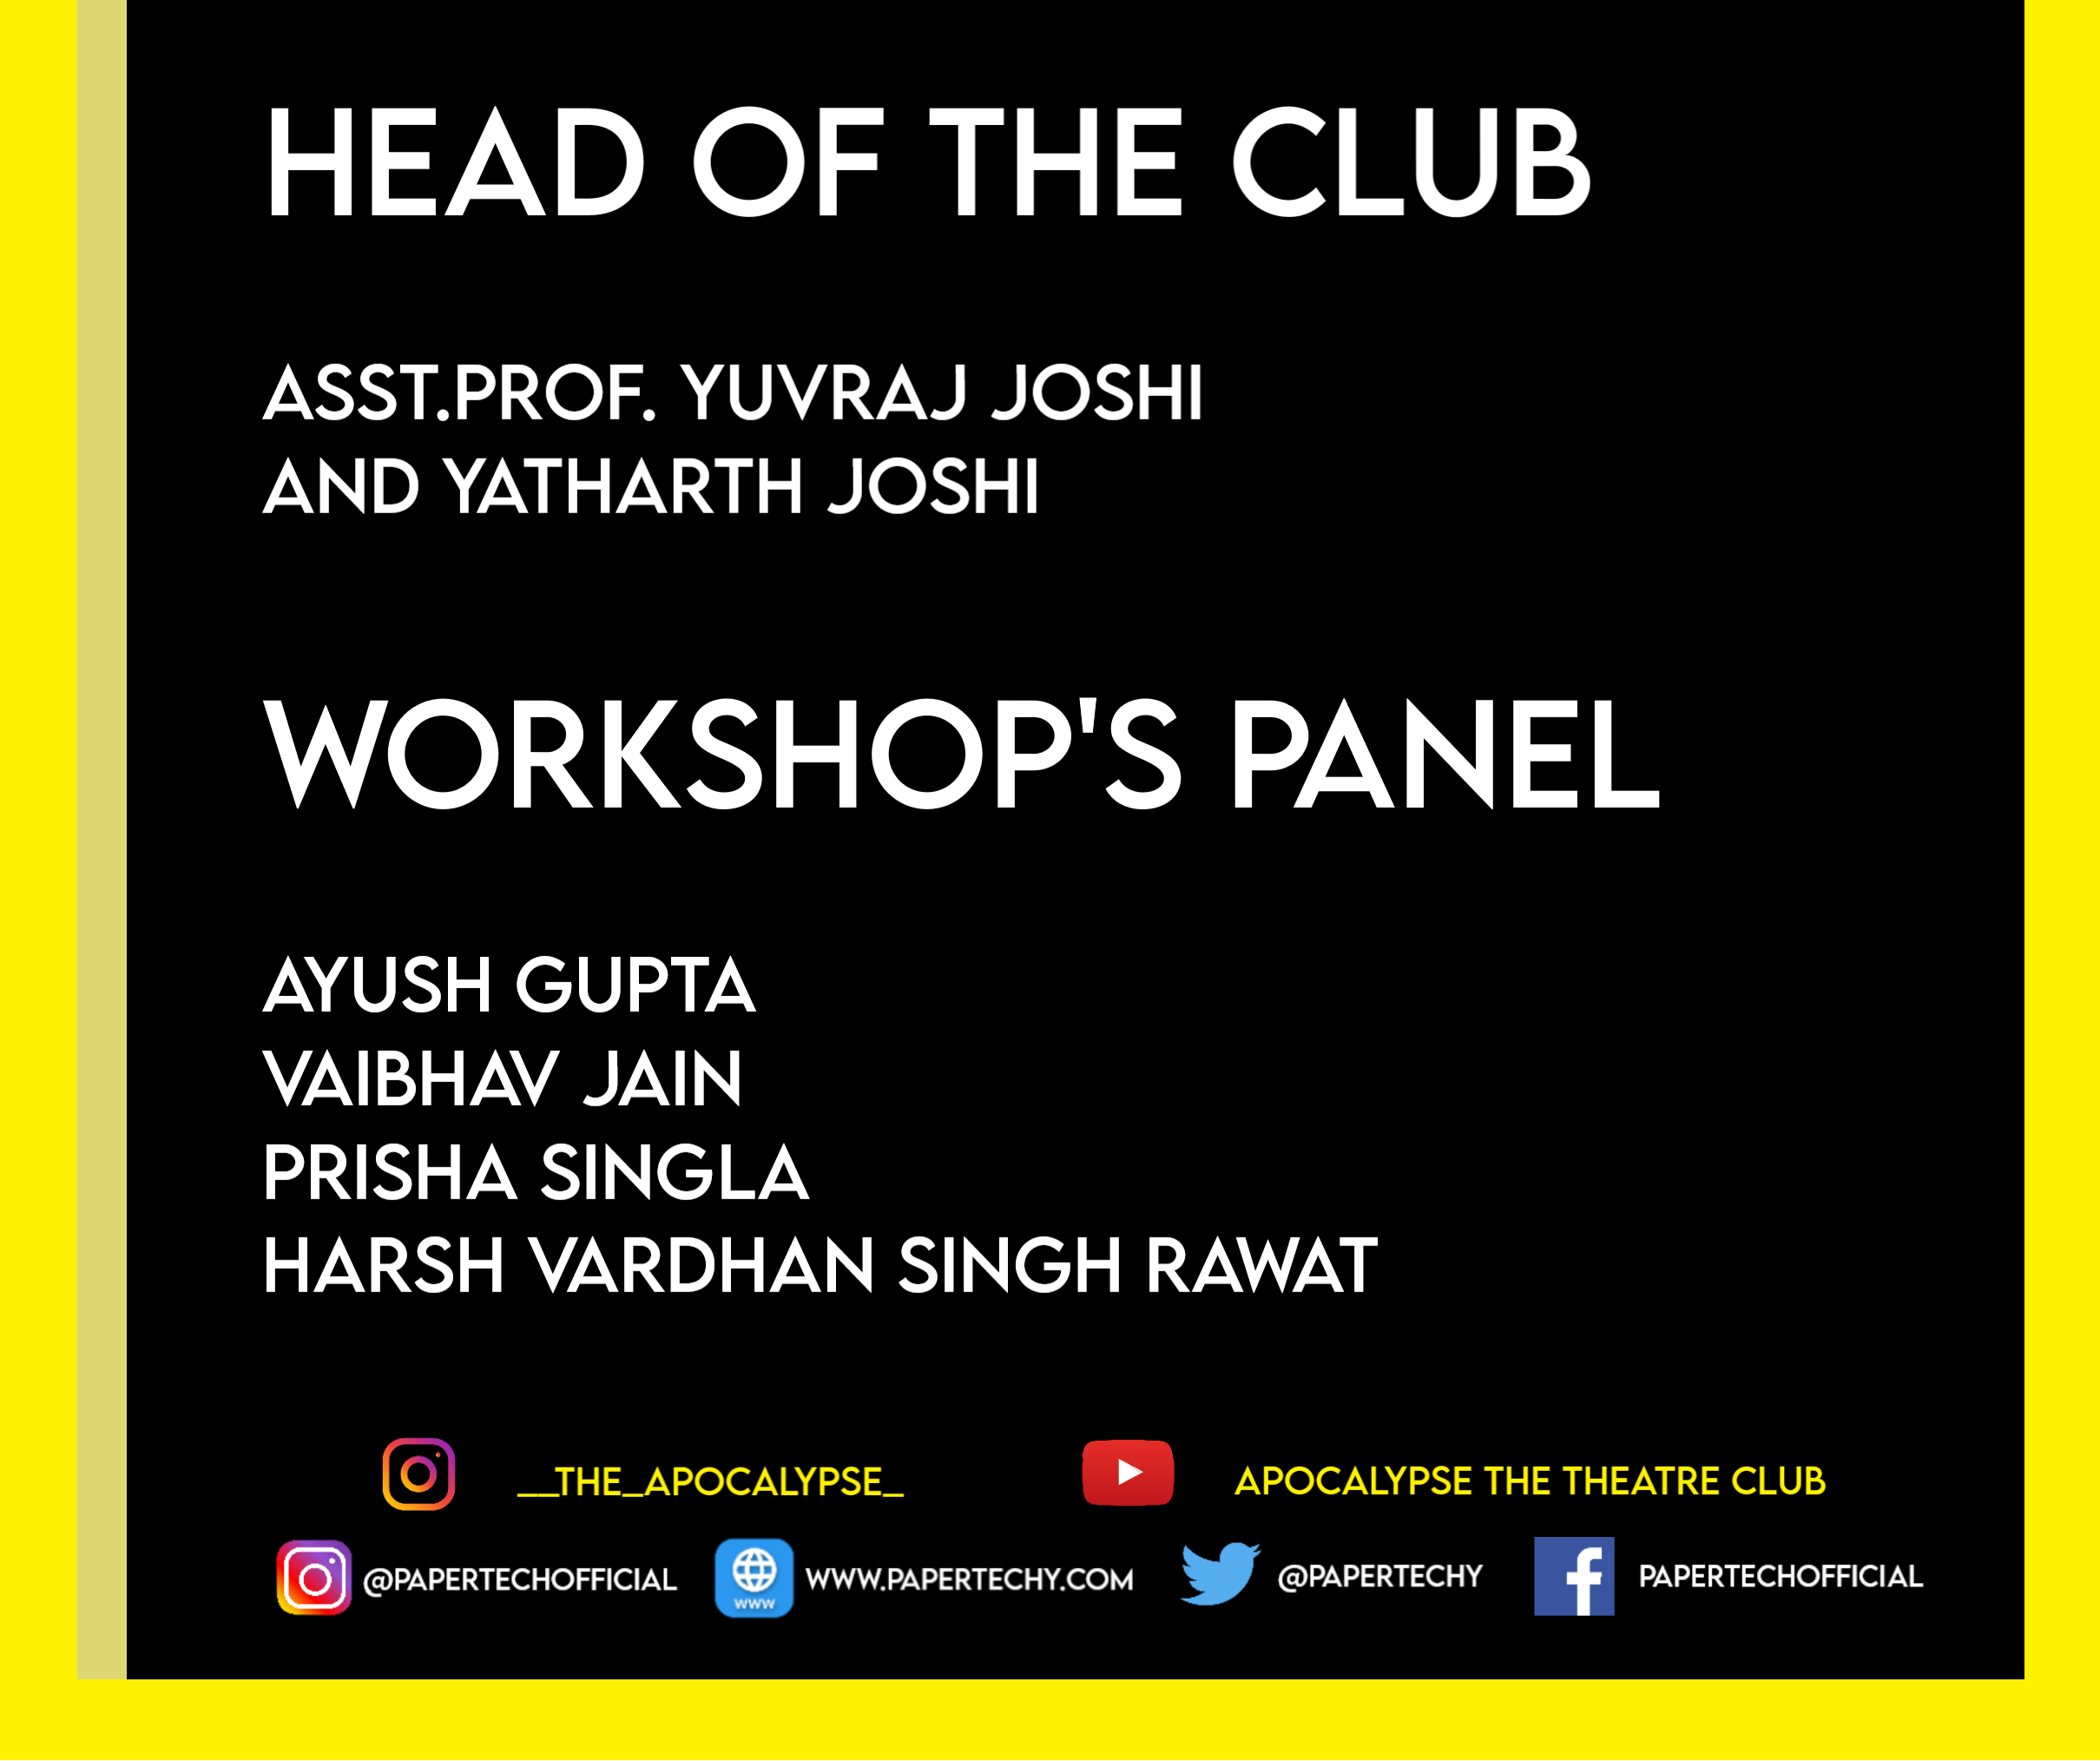 HEAD OF THE CLUB
ASST.PROF. YUVRAJ JOSHI
AND YATHARTH JOSHI
WORKSHOP'S PANEL
AYUSH GUPTA
VAIBHAV JAIN
PRISHA SINGLA
HARSH VARDHAN SINGH RAWAT
__THE_APOCALYPSE_ APOCALYPSE THE THEATRE CLUB
@PAPERTECHOFFICIAL WWW WWW.PAPERTECHY.COM @PAPERTECHY PAPERTECHOFFICIAL